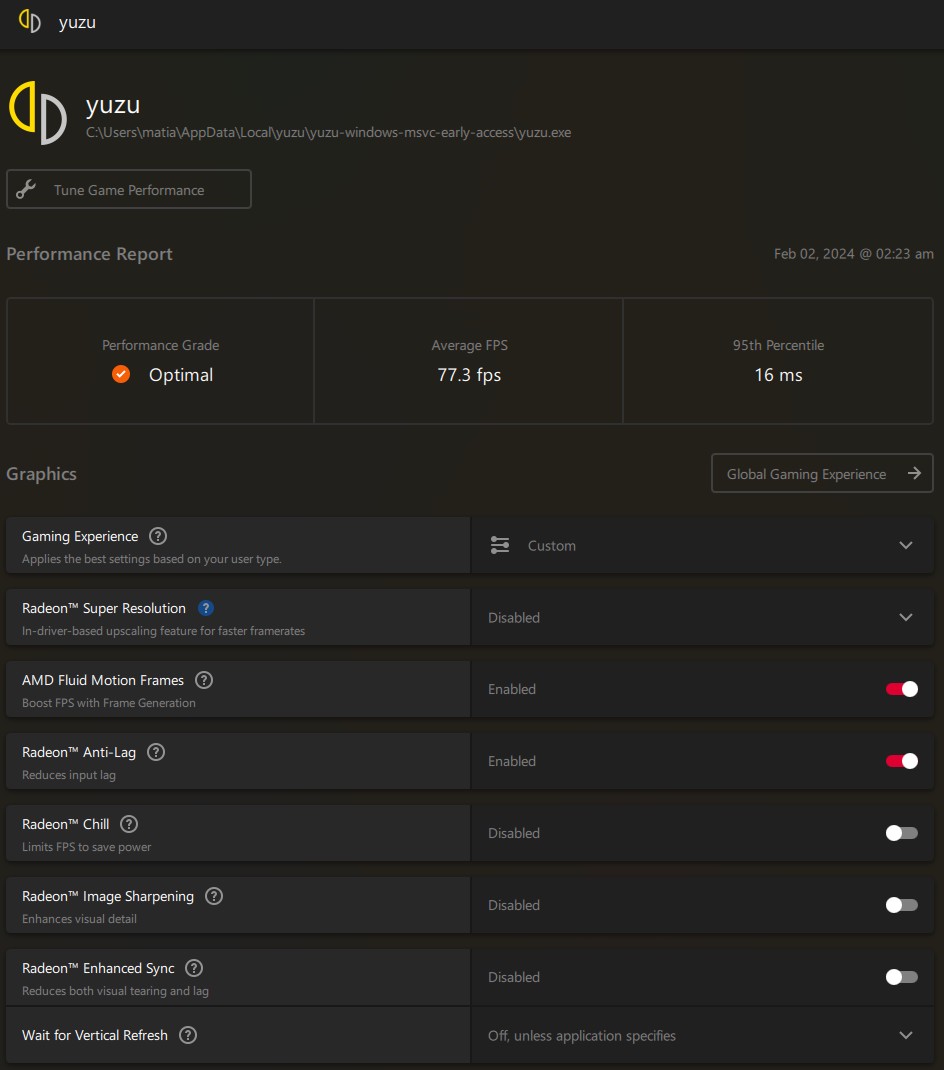 yuzu
yuzu
C:\Users\matia\AppData\Local\yuzu\yuzu-windows-msvc-early-access\yuzu.exe
Tune Game Performance
Performance Report
Feb 02, 2024 @ 02:23 am
Performance Grade
Optimal
Average FPS
77.3 fps
95th Percentile
16 ms
Graphics
Global Gaming Experience
Gaming Experience
Applies the best settings based on your user type.
Custom
Radeon™ Super Resolution
In-driver-based upscaling feature for faster framerates
Disabled
AMD Fluid Motion Frames
Boost FPS with Frame Generation
Enabled
Radeon™ Anti-Lag
Reduces input lag
Enabled
Radeon™ Chill
Limits FPS to save power
Disabled
Radeon™ Image Sharpening
Enhances visual detail
Disabled
Radeon™ Enhanced Sync
Reduces both visual tearing and lag
Disabled
Wait for Vertical Refresh
Off, unless application specifies